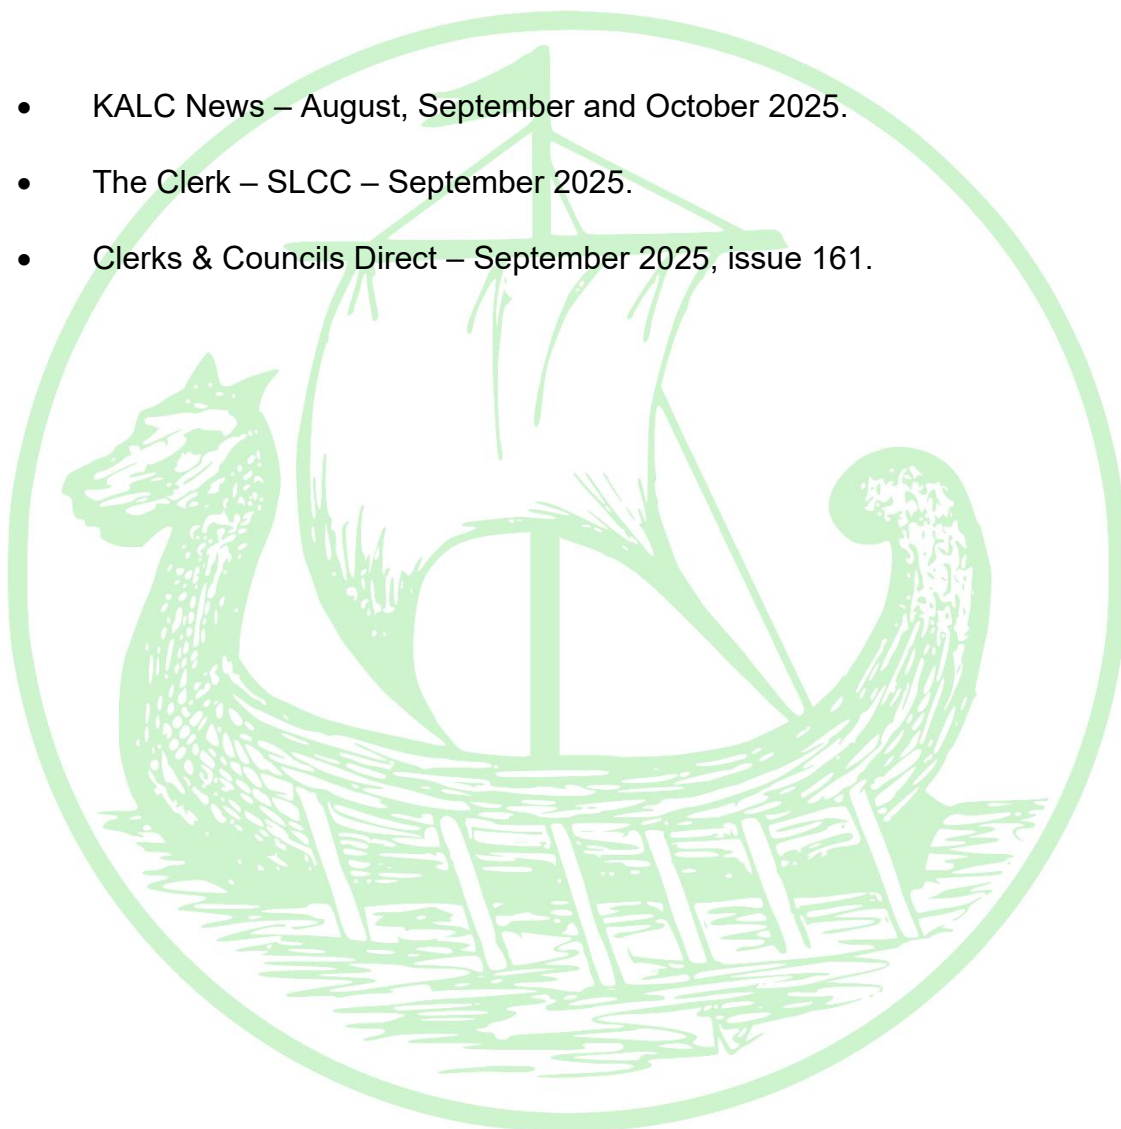 • KALC News – August, September and October 2025.
• The Clerk – SLCC – September 2025.
• Clerks & Councils Direct – September 2025, issue 161.